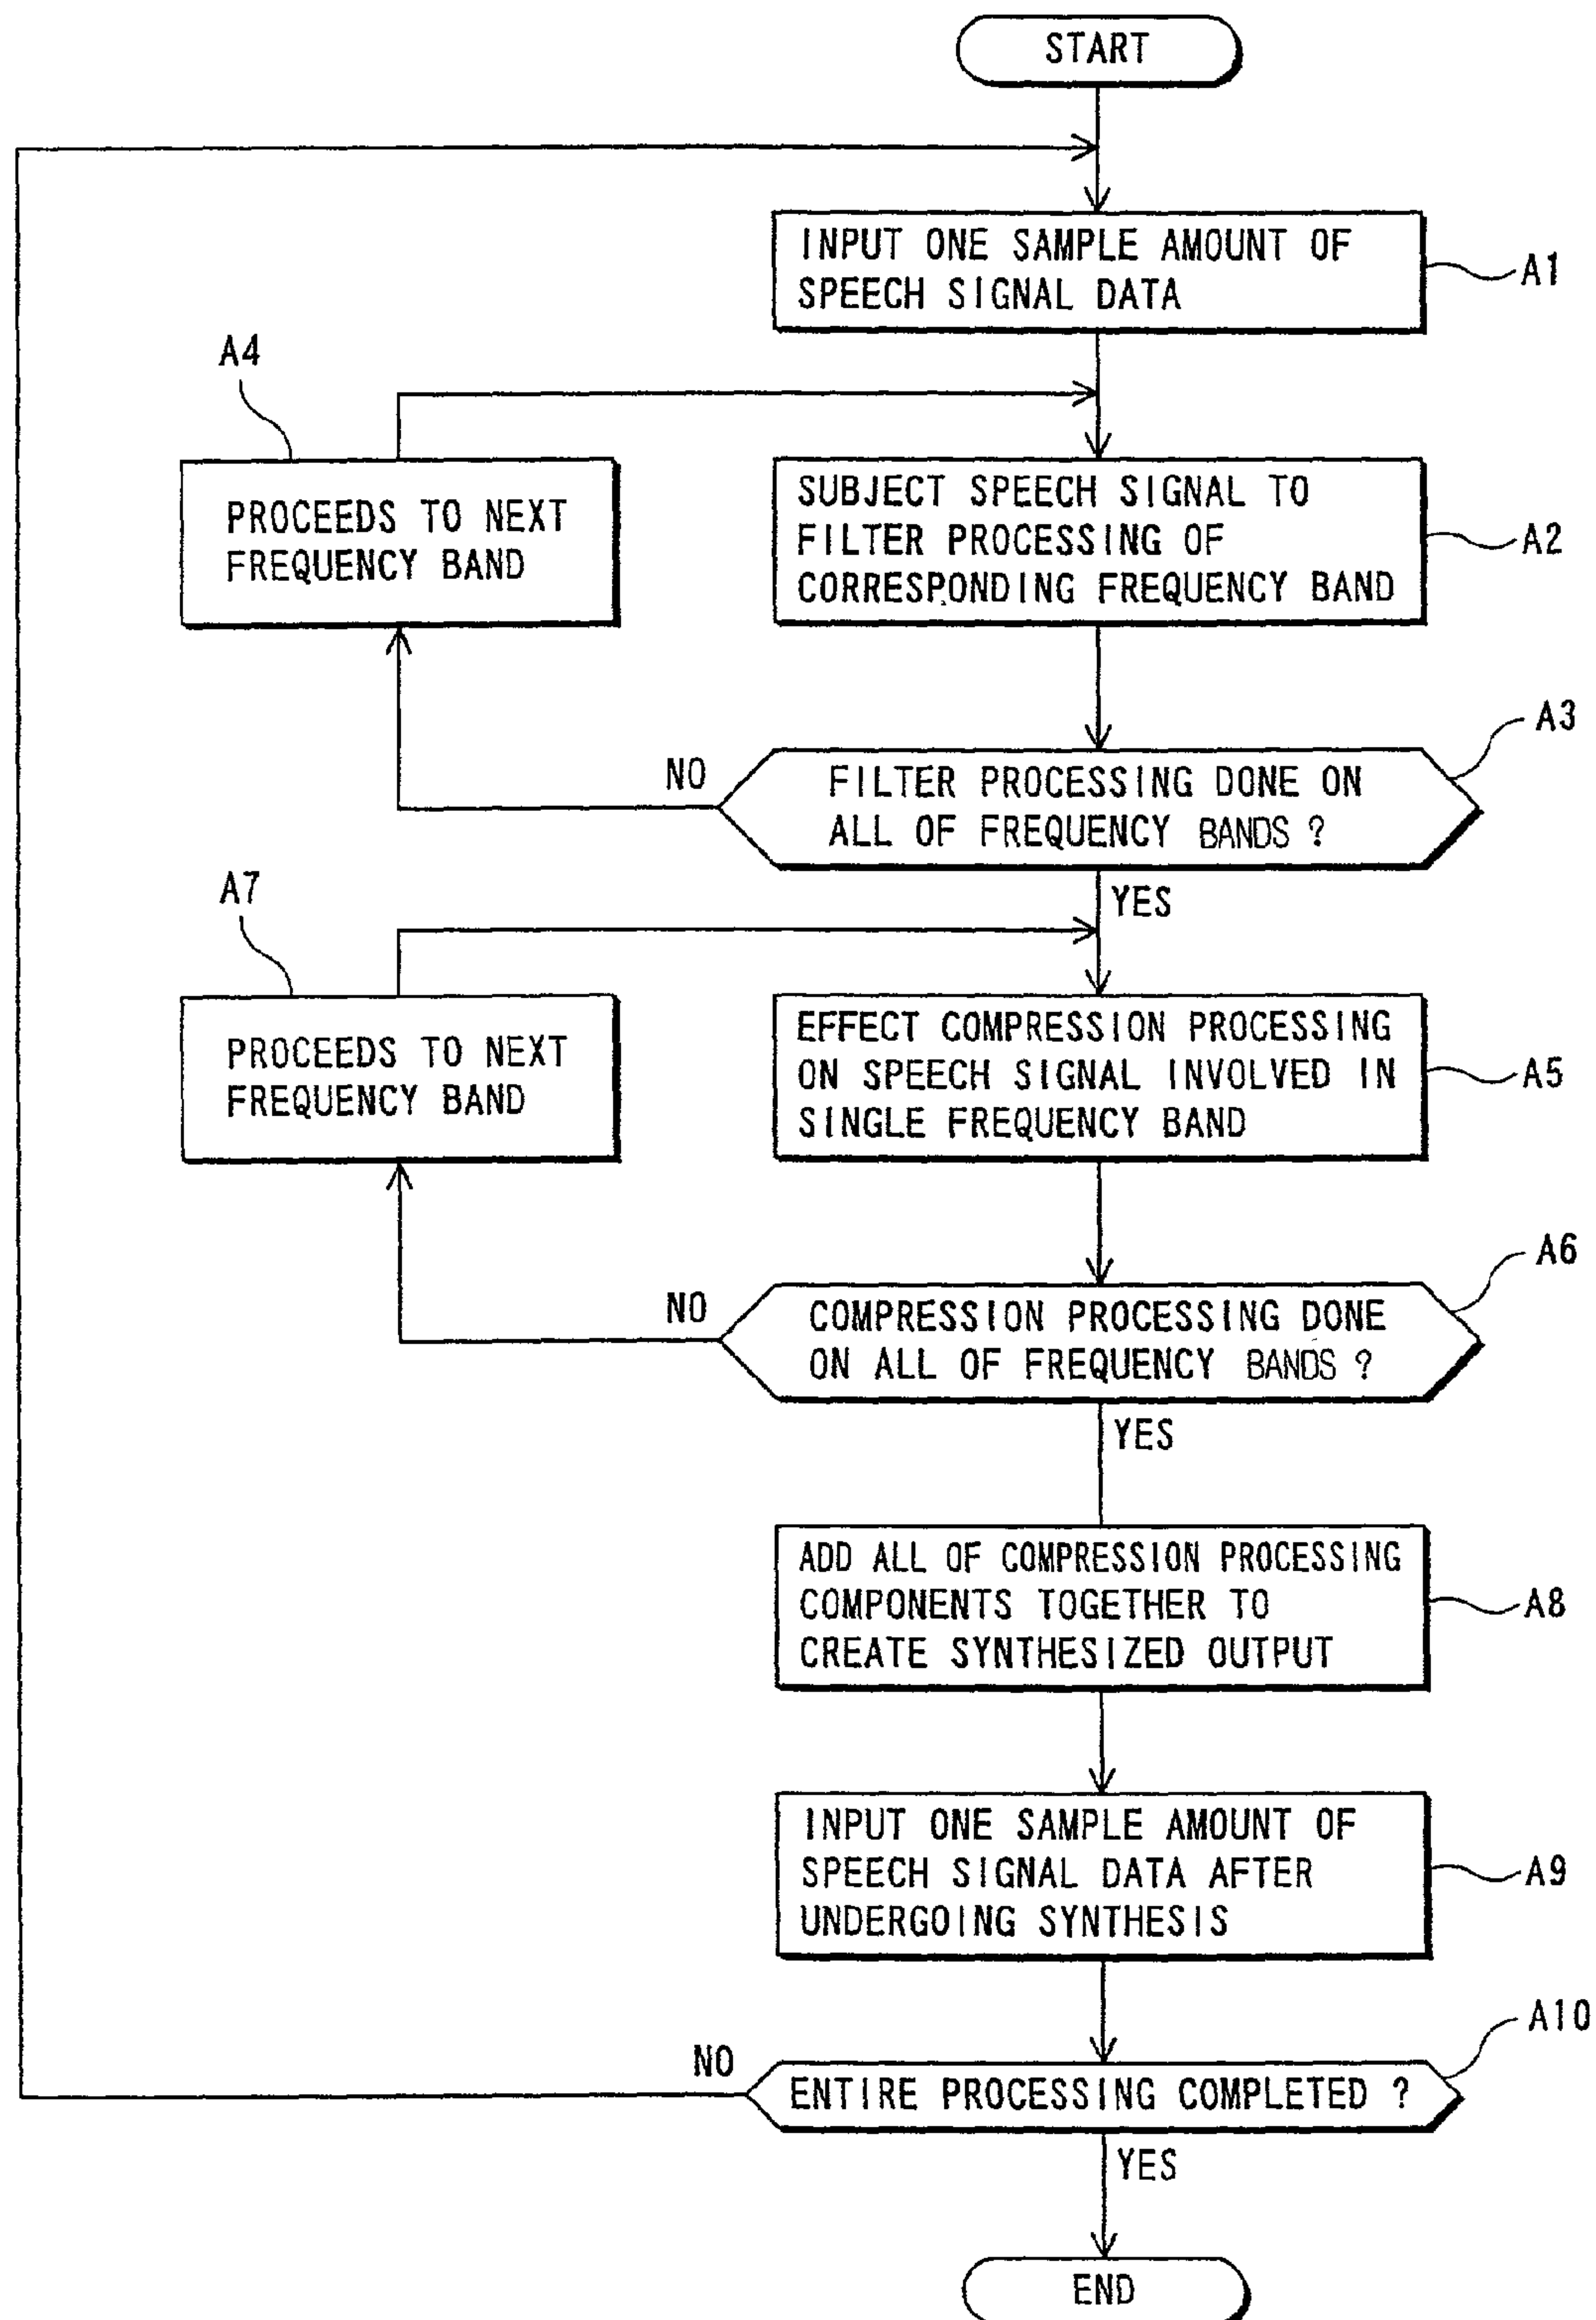 START
INPUT ONE SAMPLE AMOUNT OF
SPEECH SIGNAL DATA
A1
A4
PROCEEDS TO NEXT
FREQUENCY BAND
SUBJECT SPEECH SIGNAL TO
FILTER PROCESSING OF
CORRESPONDING FREQUENCY BAND
A2
A3
NO
FILTER PROCESSING DONE ON
ALL OF FREQUENCY BANDS ?
YES
A7
PROCEEDS TO NEXT
FREQUENCY BAND
EFFECT COMPRESSION PROCESSING
ON SPEECH SIGNAL INVOLVED IN
SINGLE FREQUENCY BAND
A5
A6
NO
COMPRESSION PROCESSING DONE
ON ALL OF FREQUENCY BANDS ?
YES
ADD ALL OF COMPRESSION PROCESSING
COMPONENTS TOGETHER TO
CREATE SYNTHESIZED OUTPUT
A8
INPUT ONE SAMPLE AMOUNT OF
SPEECH SIGNAL DATA AFTER
UNDERGOING SYNTHESIS
A9
A10
NO
ENTIRE PROCESSING COMPLETED ?
YES
END